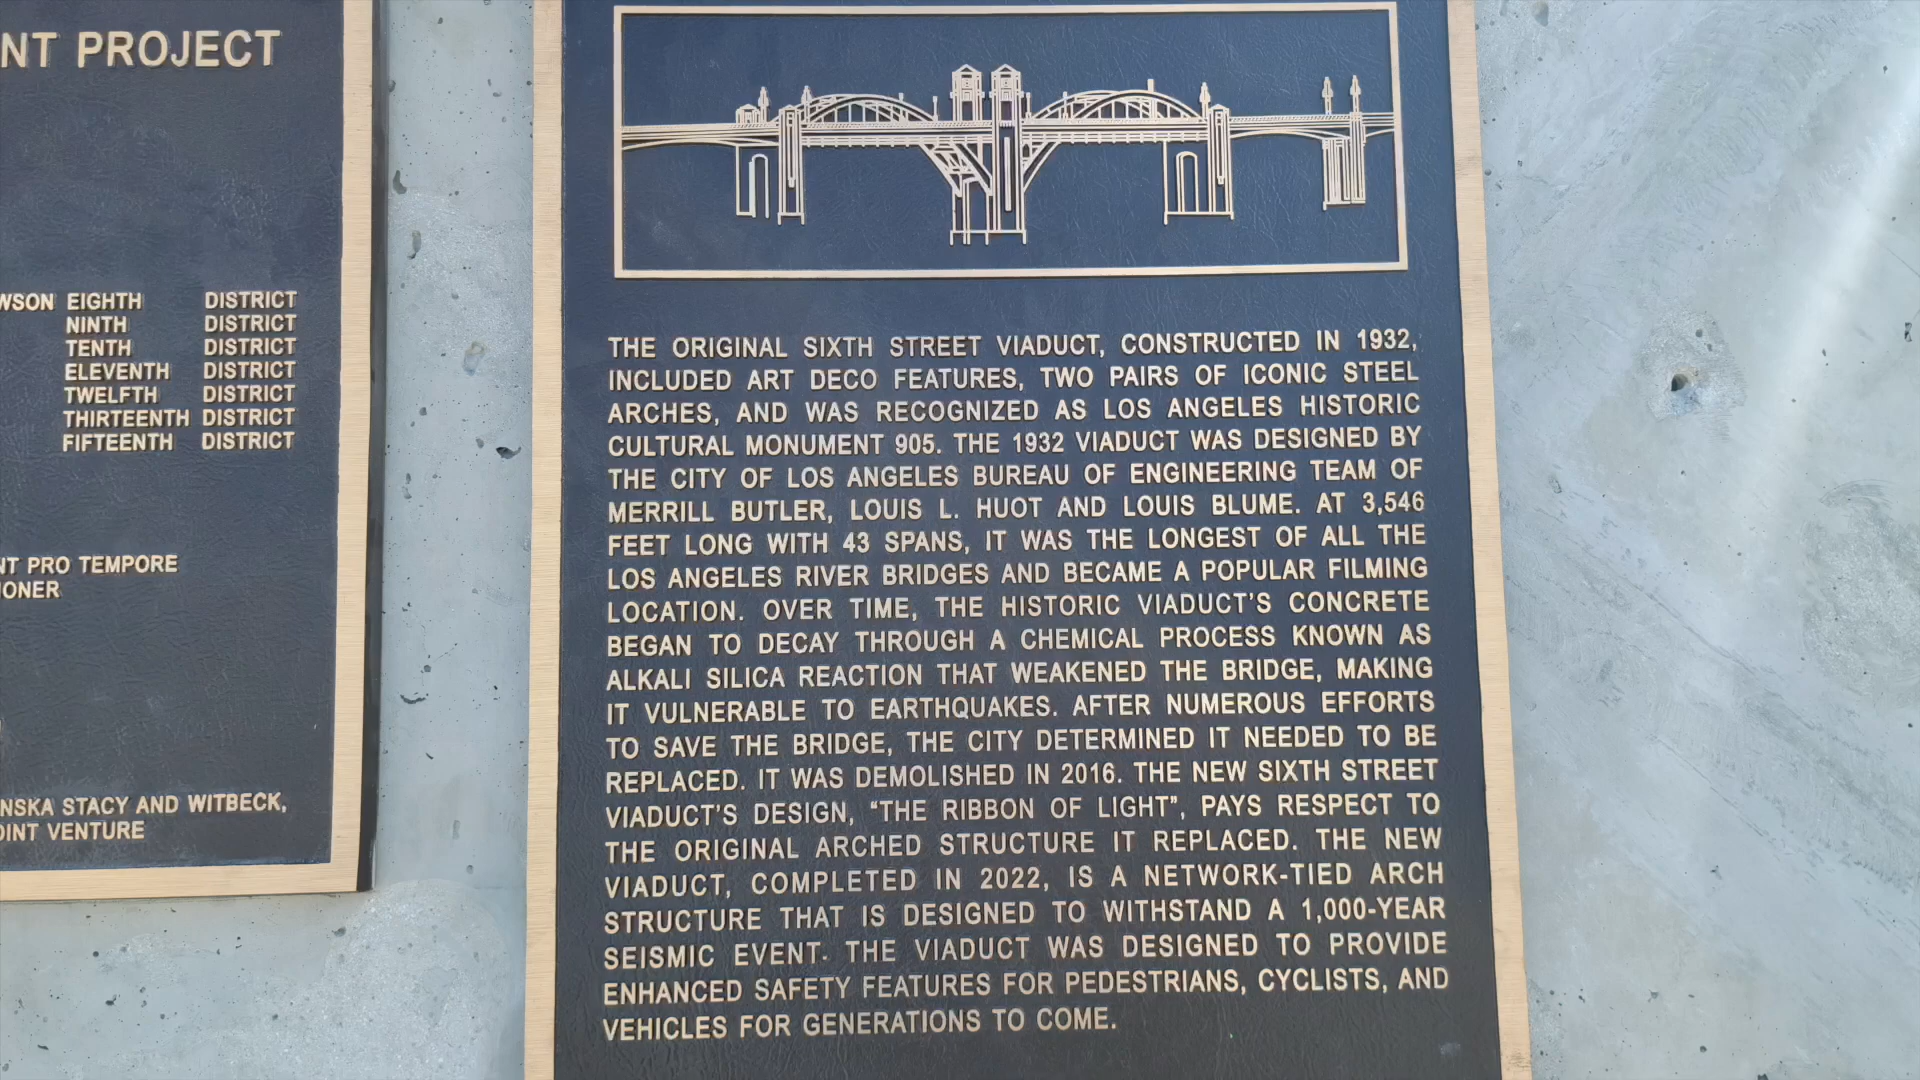 NT PROJECT
WSON EIGHTH DISTRICT
NINTH DISTRICT
TENTH DISTRICT
ELEVENTH DISTRICT
TWELFTH DISTRICT
THIRTEENTH DISTRICT
FIFTEENTH DISTRICT
NT PRO TEMPORE
IONER
NSKA STACY AND WITBECK,
OINT VENTURE
THE ORIGINAL SIXTH STREET VIADUCT, CONSTRUCTED IN 1932,
INCLUDED ART DECO FEATURES, TWO PAIRS OF ICONIC STEEL
ARCHES, AND WAS RECOGNIZED AS LOS ANGELES HISTORIC
CULTURAL MONUMENT 905. THE 1932 VIADUCT WAS DESIGNED BY
THE CITY OF LOS ANGELES BUREAU OF ENGINEERING TEAM OF
MERRILL BUTLER, LOUIS L. HUOT AND LOUIS BLUME. AT 3,546
FEET LONG WITH 43 SPANS, IT WAS THE LONGEST OF ALL THE
LOS ANGELES RIVER BRIDGES AND BECAME A POPULAR FILMING
LOCATION. OVER TIME, THE HISTORIC VIADUCT'S CONCRETE
BEGAN TO DECAY THROUGH A CHEMICAL PROCESS KNOWN AS
ALKALI SILICA REACTION THAT WEAKENED THE BRIDGE, MAKING
IT VULNERABLE TO EARTHQUAKES. AFTER NUMEROUS EFFORTS
TO SAVE THE BRIDGE, THE CITY DETERMINED IT NEEDED TO BE
REPLACED. IT WAS DEMOLISHED IN 2016. THE NEW SIXTH STREET
VIADUCT'S DESIGN, “THE RIBBON OF LIGHT”, PAYS RESPECT TO
THE ORIGINAL ARCHED STRUCTURE IT REPLACED. THE NEW
VIADUCT, COMPLETED IN 2022, IS A NETWORK-TIED ARCH
STRUCTURE THAT IS DESIGNED TO WITHSTAND A 1,000-YEAR
SEISMIC EVENT. THE VIADUCT WAS DESIGNED TO PROVIDE
ENHANCED SAFETY FEATURES FOR PEDESTRIANS, CYCLISTS, AND
VEHICLES FOR GENERATIONS TO COME.